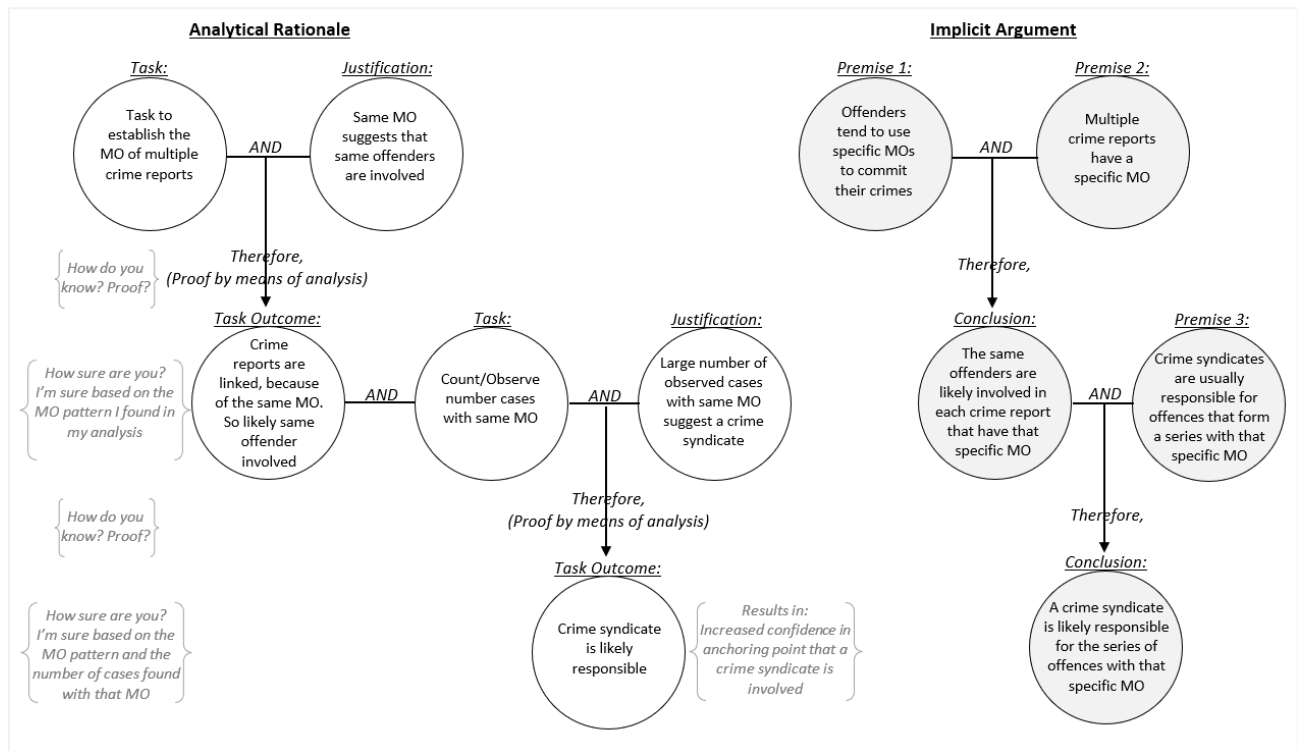 Analytical Rationale
Task:
Task to
establish the
MO of multiple
crime reports
AND
Justification:
Same MO
suggests that
same offenders
are involved
How do you
know? Proof?
Therefore,
(Proof by means of analysis)
How sure are you?
I'm sure based on the
MO pattern I found in
my analysis
Task Outcome:
Crime
reports are
linked, because
of the same MO.
So likely same
offender
involved
AND
Task:
Count/Observe
number cases
with same MO
AND
Justification:
Large number of
observed cases
with same MO
suggest a crime
syndicate
How do you
know? Proof?
Therefore,
(Proof by means of analysis)
How sure are you?
I'm sure based on the
MO pattern and the
number of cases found
with that MO
Task Outcome:
Crime syndicate
is likely
responsible
Results in:
Increased confidence in
anchoring point that a
crime syndicate is
involved
Implicit Argument
Premise 1:
Offenders
tend to use
specific MOs
to commit
their crimes
AND
Premise 2:
Multiple
crime reports
have a
specific MO
Therefore,
Conclusion:
The same
offenders are
likely involved in
each crime report
that have that
specific MO
AND
Premise 3:
Crime syndicates
are usually
responsible for
offences that form
a series with that
specific MO
Therefore,
Conclusion:
A crime syndicate
is likely responsible
for the series of
offences with that
specific MO